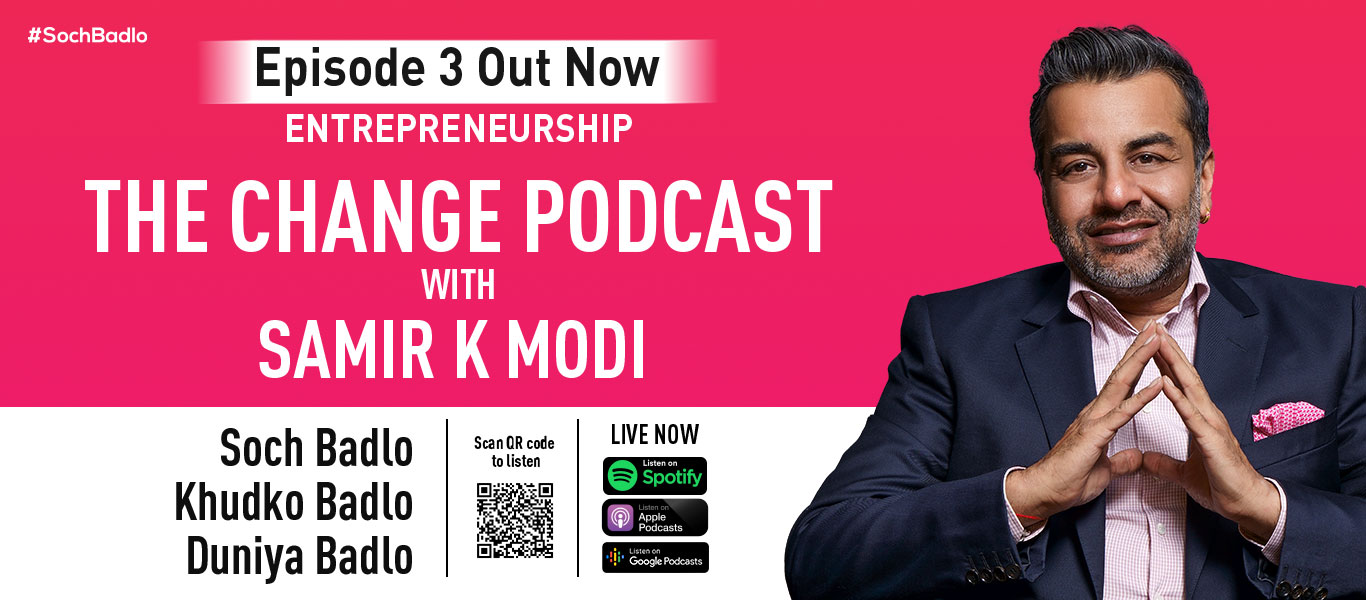 #SochBadlo
Episode 3 Out Now
ENTREPRENEURSHIP
THE CHANGE PODCAST
WITH
SAMIR K MODI
Soch Badlo
Khudko Badlo
Duniya Badlo
Scan QR code
to listen
LIVE NOW
Listen on
Spotify
Listen on
Apple
Podcasts
Listen on
Google Podcasts